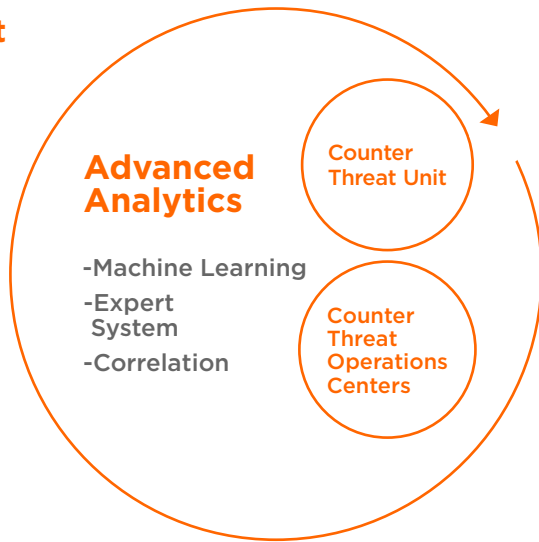 Advanced
Analytics
-Machine Learning
-Expert
System
-Correlation
Counter
Threat Unit
Counter
Threat
Operations
Centers